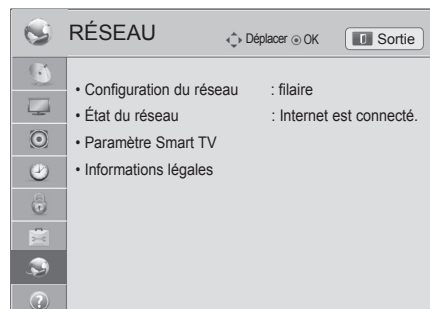 RÉSEAU
Déplacer OK Sortie
• Configuration du réseau : filaire
• État du réseau : Internet est connecté.
• Paramètre Smart TV
• Informations légales